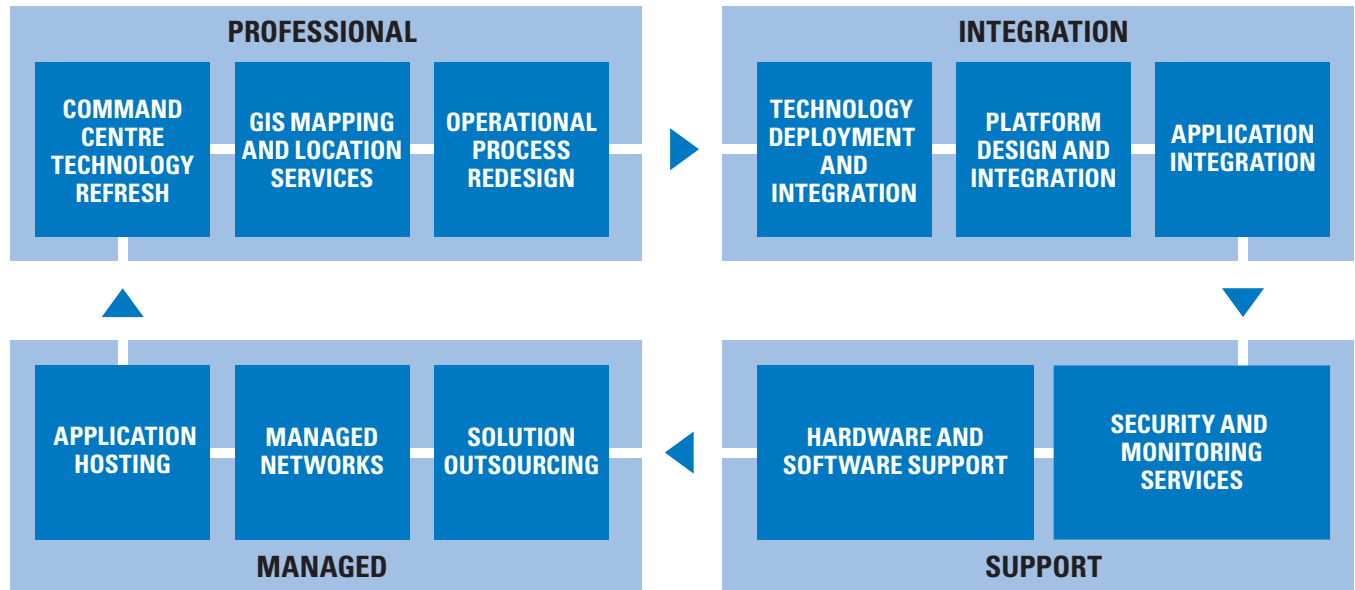 PROFESSIONAL
COMMAND
CENTRE
TECHNOLOGY
REFRESH
GIS MAPPING
AND LOCATION
SERVICES
OPERATIONAL
PROCESS
REDESIGN
INTEGRATION
TECHNOLOGY
DEPLOYMENT
AND
INTEGRATION
PLATFORM
DESIGN AND
INTEGRATION
APPLICATION
INTEGRATION
APPLICATION
HOSTING
MANAGED
NETWORKS
SOLUTION
OUTSOURCING
MANAGED
HARDWARE AND
SOFTWARE SUPPORT
SECURITY AND
MONITORING
SERVICES
SUPPORT